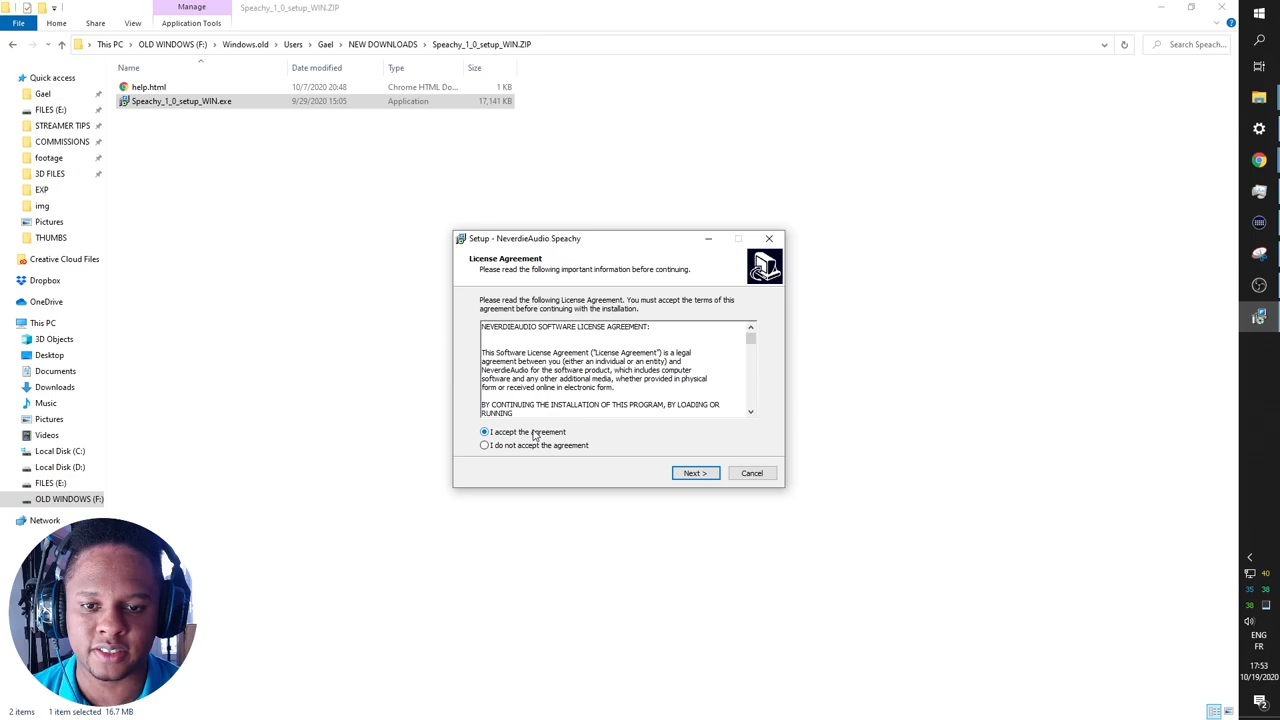 Manage
Speachy_1_0_setup_WIN.ZIP
File
Home
Share
View
Application Tools
This PC
OLD WINDOWS (F:)
Windows.old
Users
Gael
NEW DOWNLOADS
Speachy_1_0_setup_WIN.ZIP
Search Speach...
Name
Date modified
Type
Size
help.html
10/7/2020 20:48
Chrome HTML Do...
1 KB
Speachy_1_0_setup_WIN.exe
9/29/2020 15:05
Application
17,141 KB
Quick access
Gael
FILES (E:)
STREAMER TIPS
COMMISSIONS
footage
3D FILES
EXP
img
Pictures
THUMBS
Creative Cloud Files
Dropbox
OneDrive
This PC
3D Objects
Desktop
Documents
Downloads
Music
Pictures
Videos
Local Disk (C:)
Local Disk (D:)
FILES (E:)
OLD WINDOWS (F:)
Network
2 items
1 item selected 16.7 MB
Setup - NeverdieAudio Speachy
License Agreement
Please read the following important information before continuing.
Please read the following License Agreement. You must accept the terms of this
agreement before continuing with the installation.
NEVERDIEAUDIO SOFTWARE LICENSE AGREEMENT:
This Software License Agreement ("License Agreement") is a legal
agreement between you (either an individual or an entity) and
NeverdieAudio for the software product, which includes computer
software and any other additional media, whether provided in physical
form or received online in electronic form.
BY CONTINUING THE INSTALLATION OF THIS PROGRAM, BY LOADING OR
RUNNING
I accept the agreement
I do not accept the agreement
Next >
Cancel
40
35 38
38
ENG
FR
17:53
10/19/2020
2